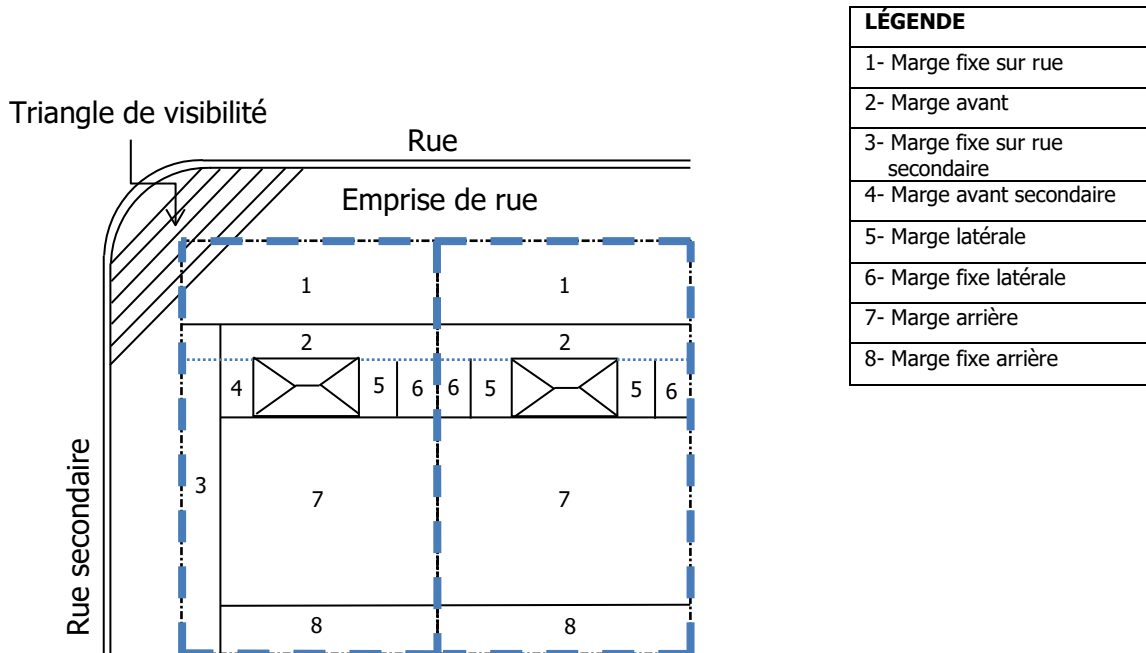 LÉGENDE
1- Marge fixe sur rue
2- Marge avant
3- Marge fixe sur rue
secondaire
4- Marge avant secondaire
5- Marge latérale
6- Marge fixe latérale
7- Marge arrière
8- Marge fixe arrière
Triangle de visibilité
Rue
Emprise de rue
1 1
2 2
4 5 6 6 5 5 6
3 7 7
8 8
Rue secondaire